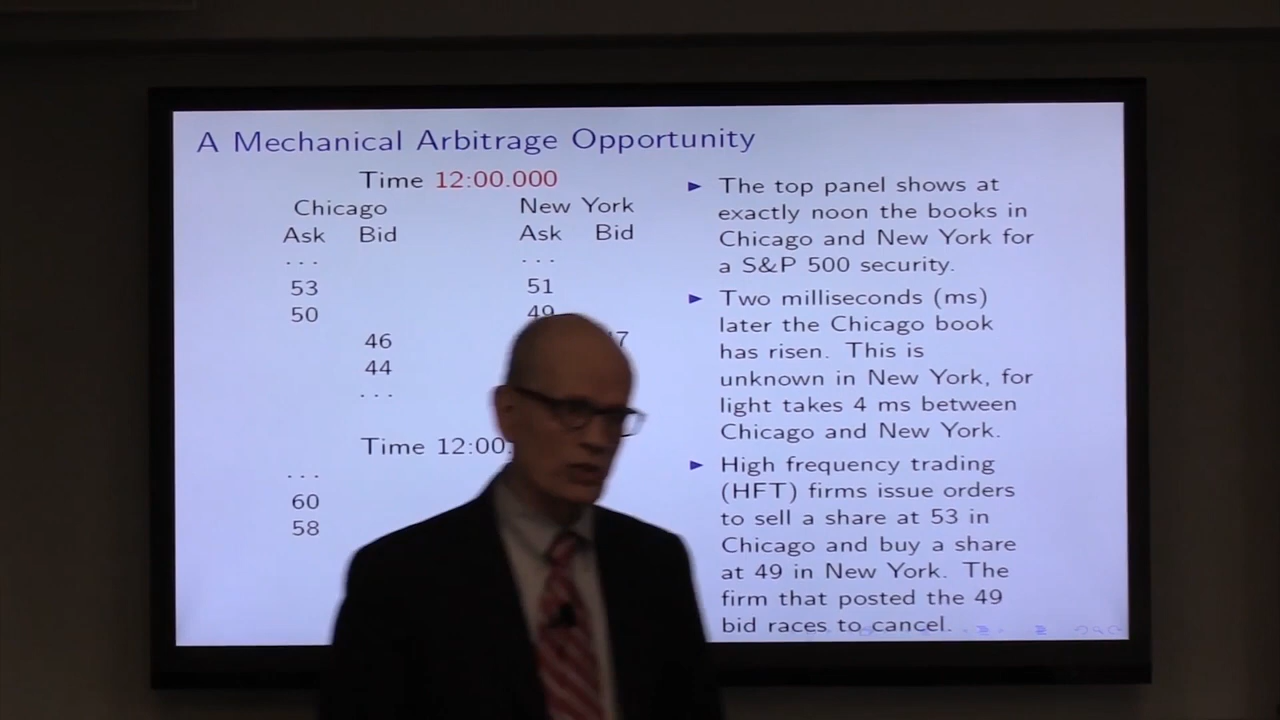 A Mechanical Arbitrage Opportunity
Time 12:00.000
Chicago New York
Ask Bid Ask Bid
... ...
53 51
50 49
46
44
...
Time 12:00.
...
60
58
► The top panel shows at
exactly noon the books in
Chicago and New York for
a S&P 500 security.
► Two milliseconds (ms)
later the Chicago book
has risen. This is
unknown in New York, for
light takes 4 ms between
Chicago and New York.
► High frequency trading
(HFT) firms issue orders
to sell a share at 53 in
Chicago and buy a share
at 49 in New York. The
firm that posted the 49
bid races to cancel.